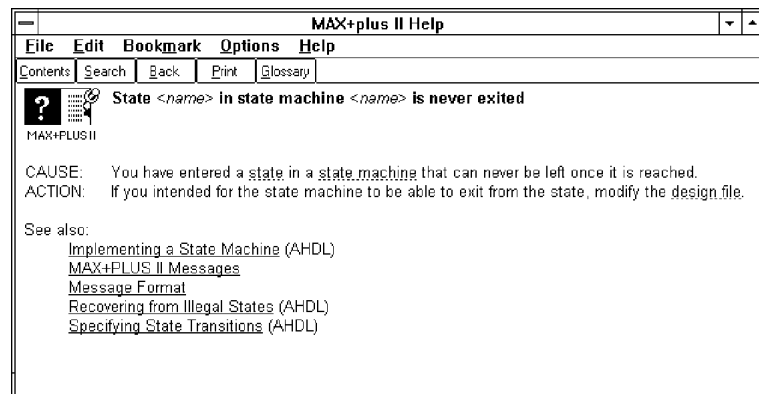 MAX+plus II Help
File Edit Bookmark Options Help
Contents Search Back Print Glossary
? State <name> in state machine <name> is never exited
MAX+PLUS II
CAUSE: You have entered a state in a state machine that can never be left once it is reached.
ACTION: If you intended for the state machine to be able to exit from the state, modify the design file.
See also:
Implementing a State Machine (AHDL)
MAX+PLUS II Messages
Message Format
Recovering from Illegal States (AHDL)
Specifying State Transitions (AHDL)